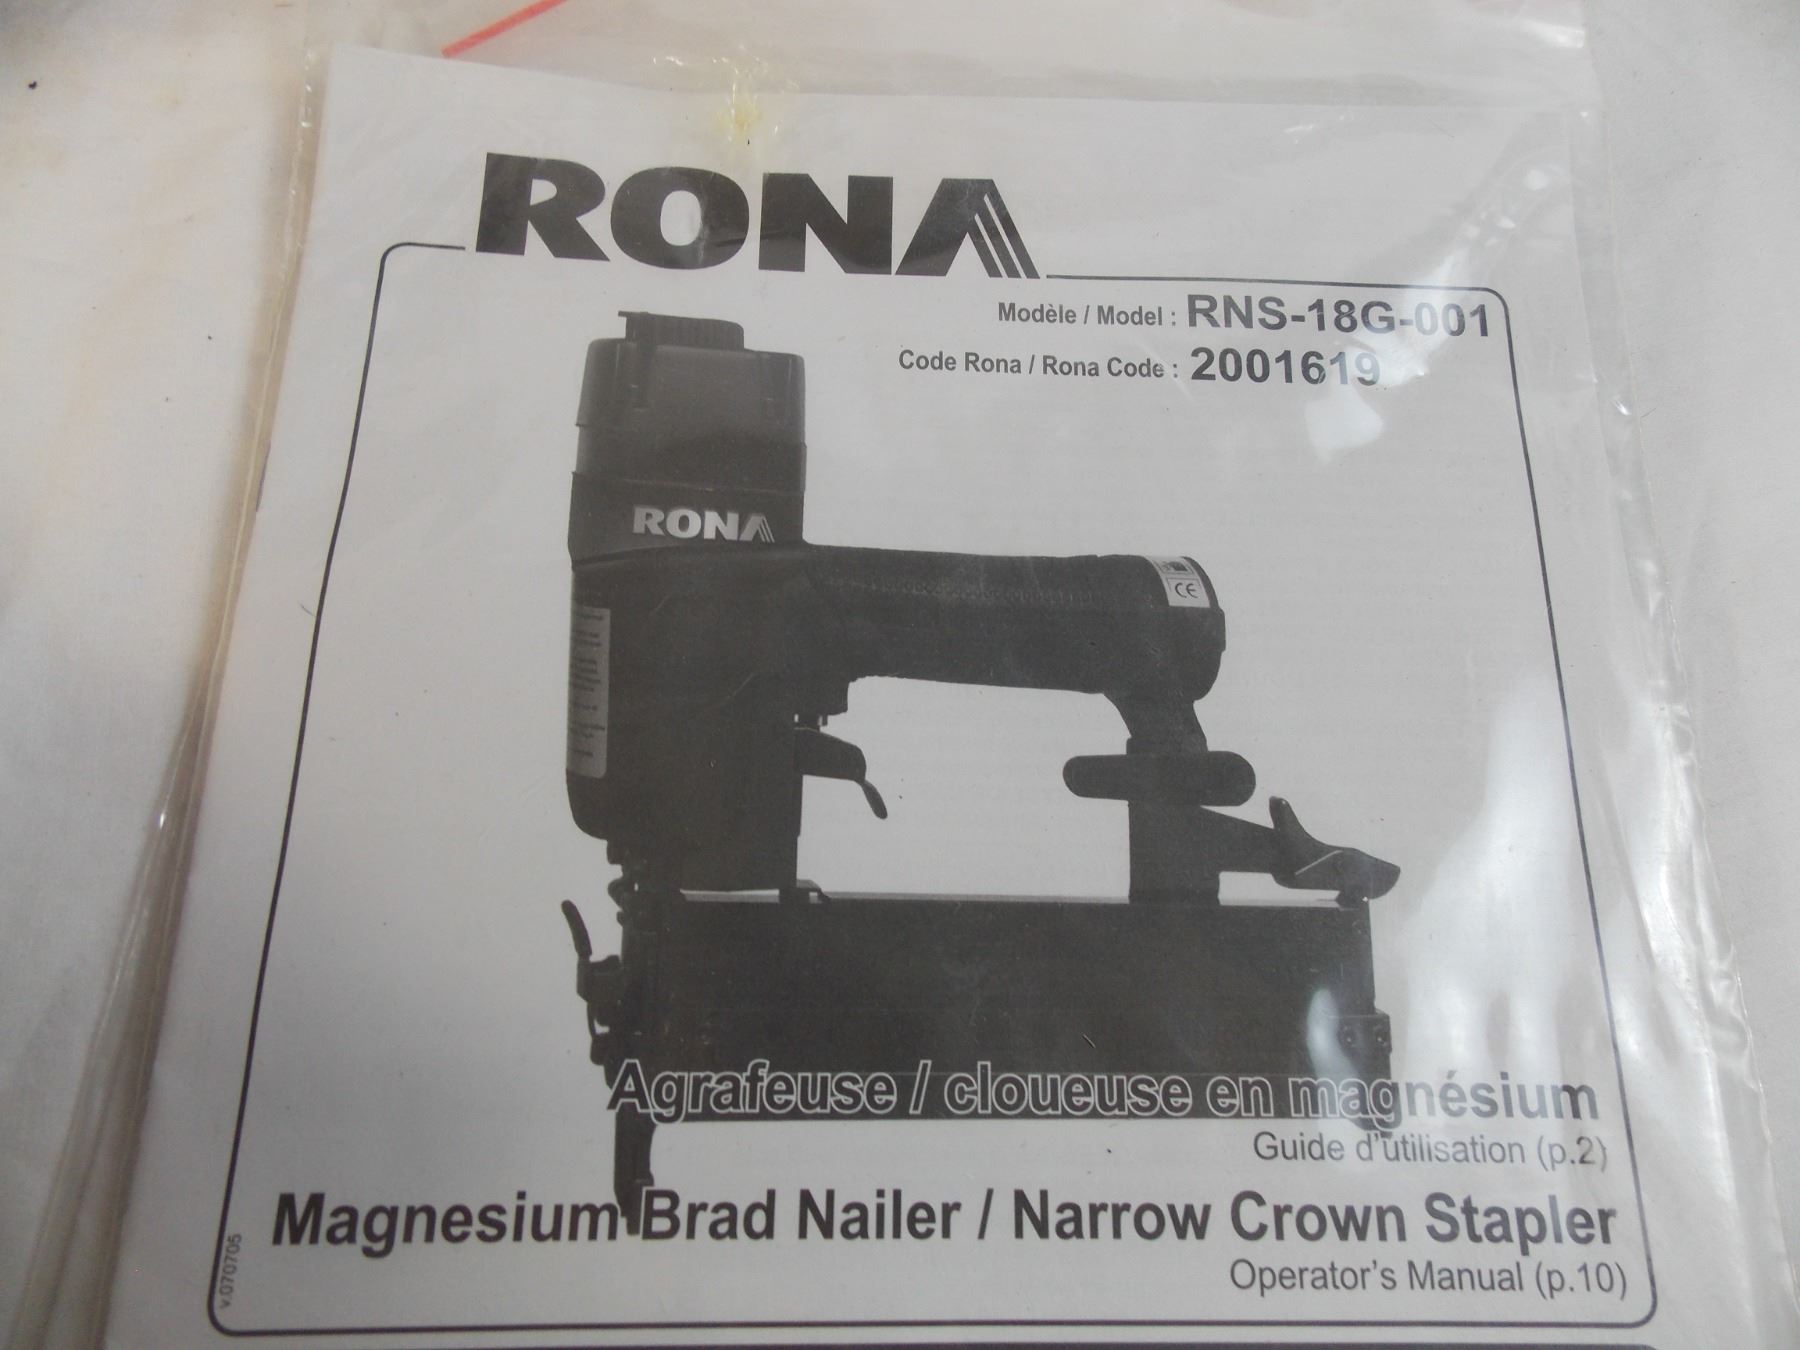 RONA
Modèle / Model : RNS-18G-001
Code Rona / Rona Code : 2001619
RONA
CE
Agrafeuse / cloueuse en magnésium
Guide d'utilisation (p.2)
Magnesium Brad Nailer / Narrow Crown Stapler
Operator's Manual (p.10)
v.070705